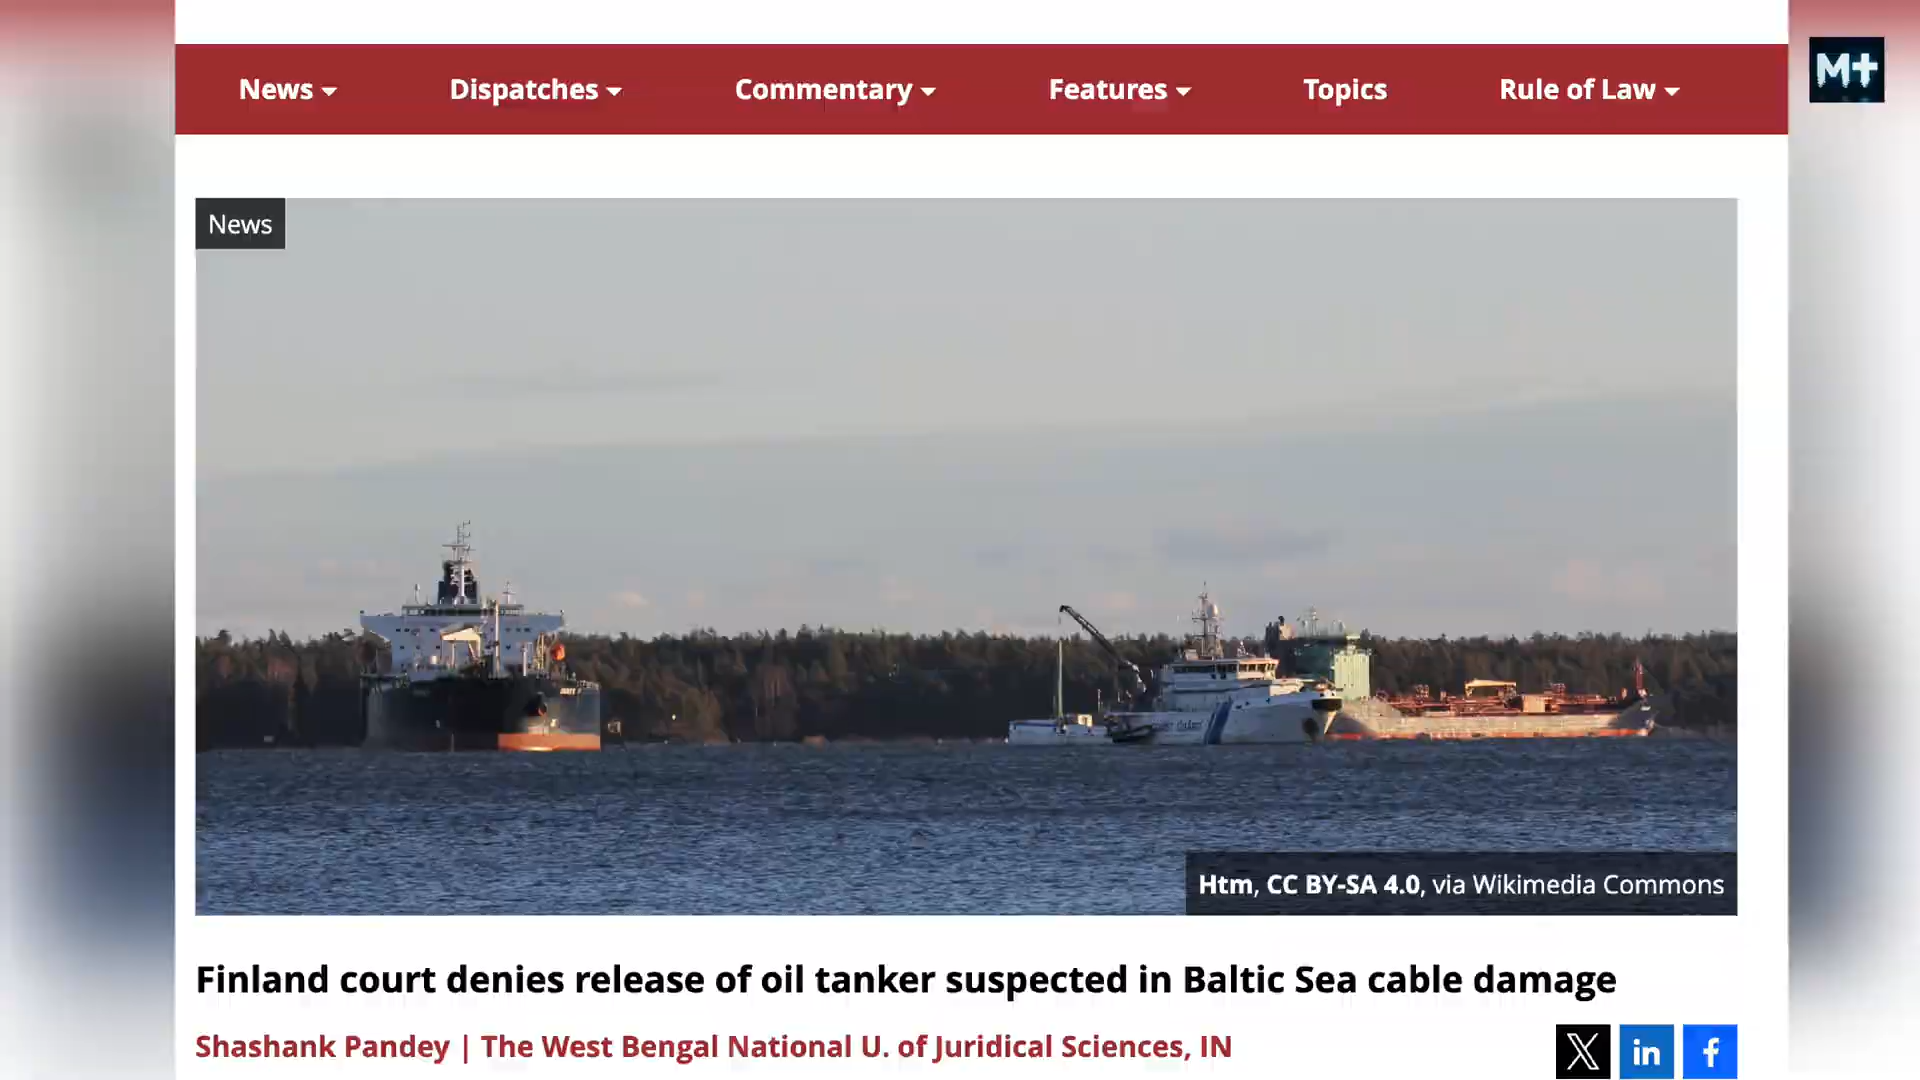 News Dispatches Commentary Features Topics Rule of Law
M+
News
Htm, CC BY-SA 4.0, via Wikimedia Commons
Finland court denies release of oil tanker suspected in Baltic Sea cable damage
Shashank Pandey | The West Bengal National U. of Juridical Sciences, IN
X in f